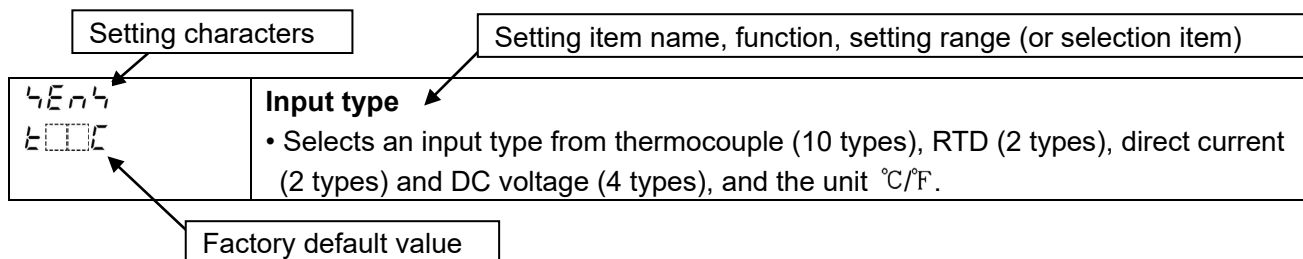 Setting characters
Setting item name, function, setting range (or selection item)
SEnS
Input type
• Selects an input type from thermocouple (10 types), RTD (2 types), direct current
(2 types) and DC voltage (4 types), and the unit ℃/℉.
Factory default value